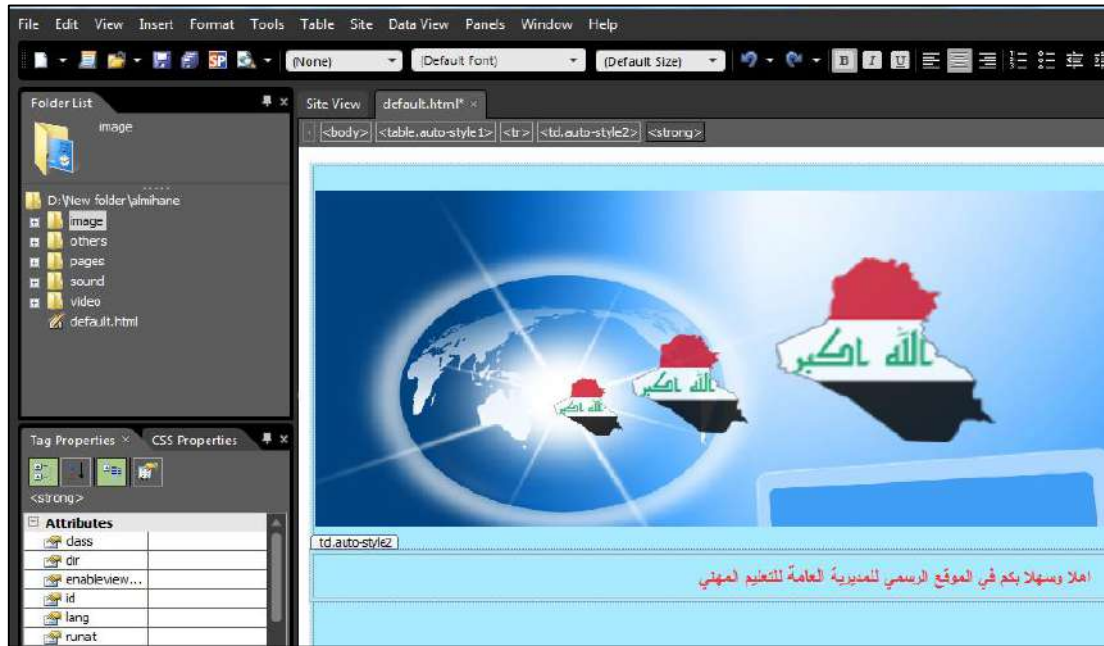 File Edit View Insert Format Tools Table Site Data View Panels Window Help
(None) (Default Font) (Default Size) B I U
Folder List
image
D:\New folder\almihane
image
others
pages
sound
video
default.html
Site View default.html*
<body> <table.auto-style1> <tr> <td.auto-style2> <strong>
الله اكبر
الله اكبر
الله اكبر
td.auto-style2
اهلا وسهلا بكم في الموقع الرسمي للمديرية العامة للتعليم المهني
Tag Properties CSS Properties
<strong>
Attributes
class
dir
enableview...
id
lang
runat